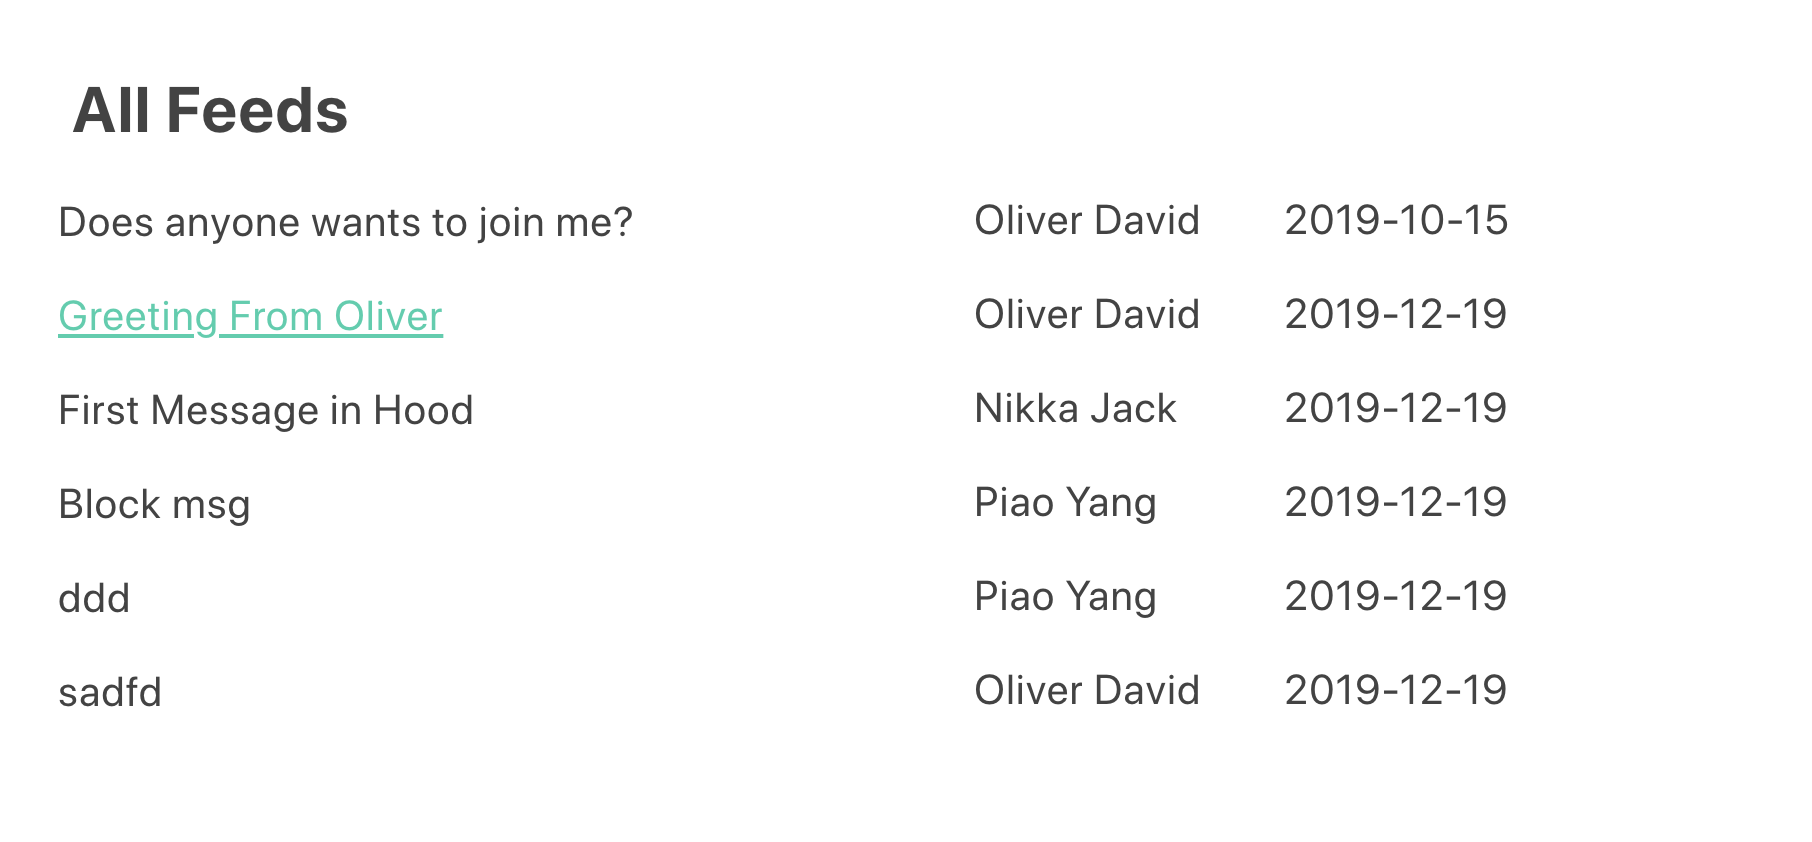 All Feeds
Does anyone wants to join me? Oliver David 2019-10-15
Greeting From Oliver Oliver David 2019-12-19
First Message in Hood Nikka Jack 2019-12-19
Block msg Piao Yang 2019-12-19
ddd Piao Yang 2019-12-19
sadfd Oliver David 2019-12-19